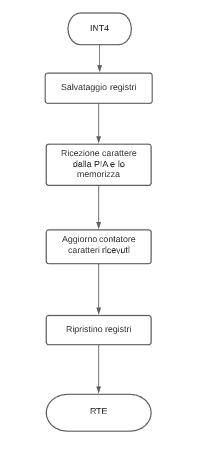 INT4
Salvataggio registri
Ricezione carattere
dalla PIA e lo
memorizza
Aggiorno contatore
caratteri ricevuti
Ripristino registri
RTE